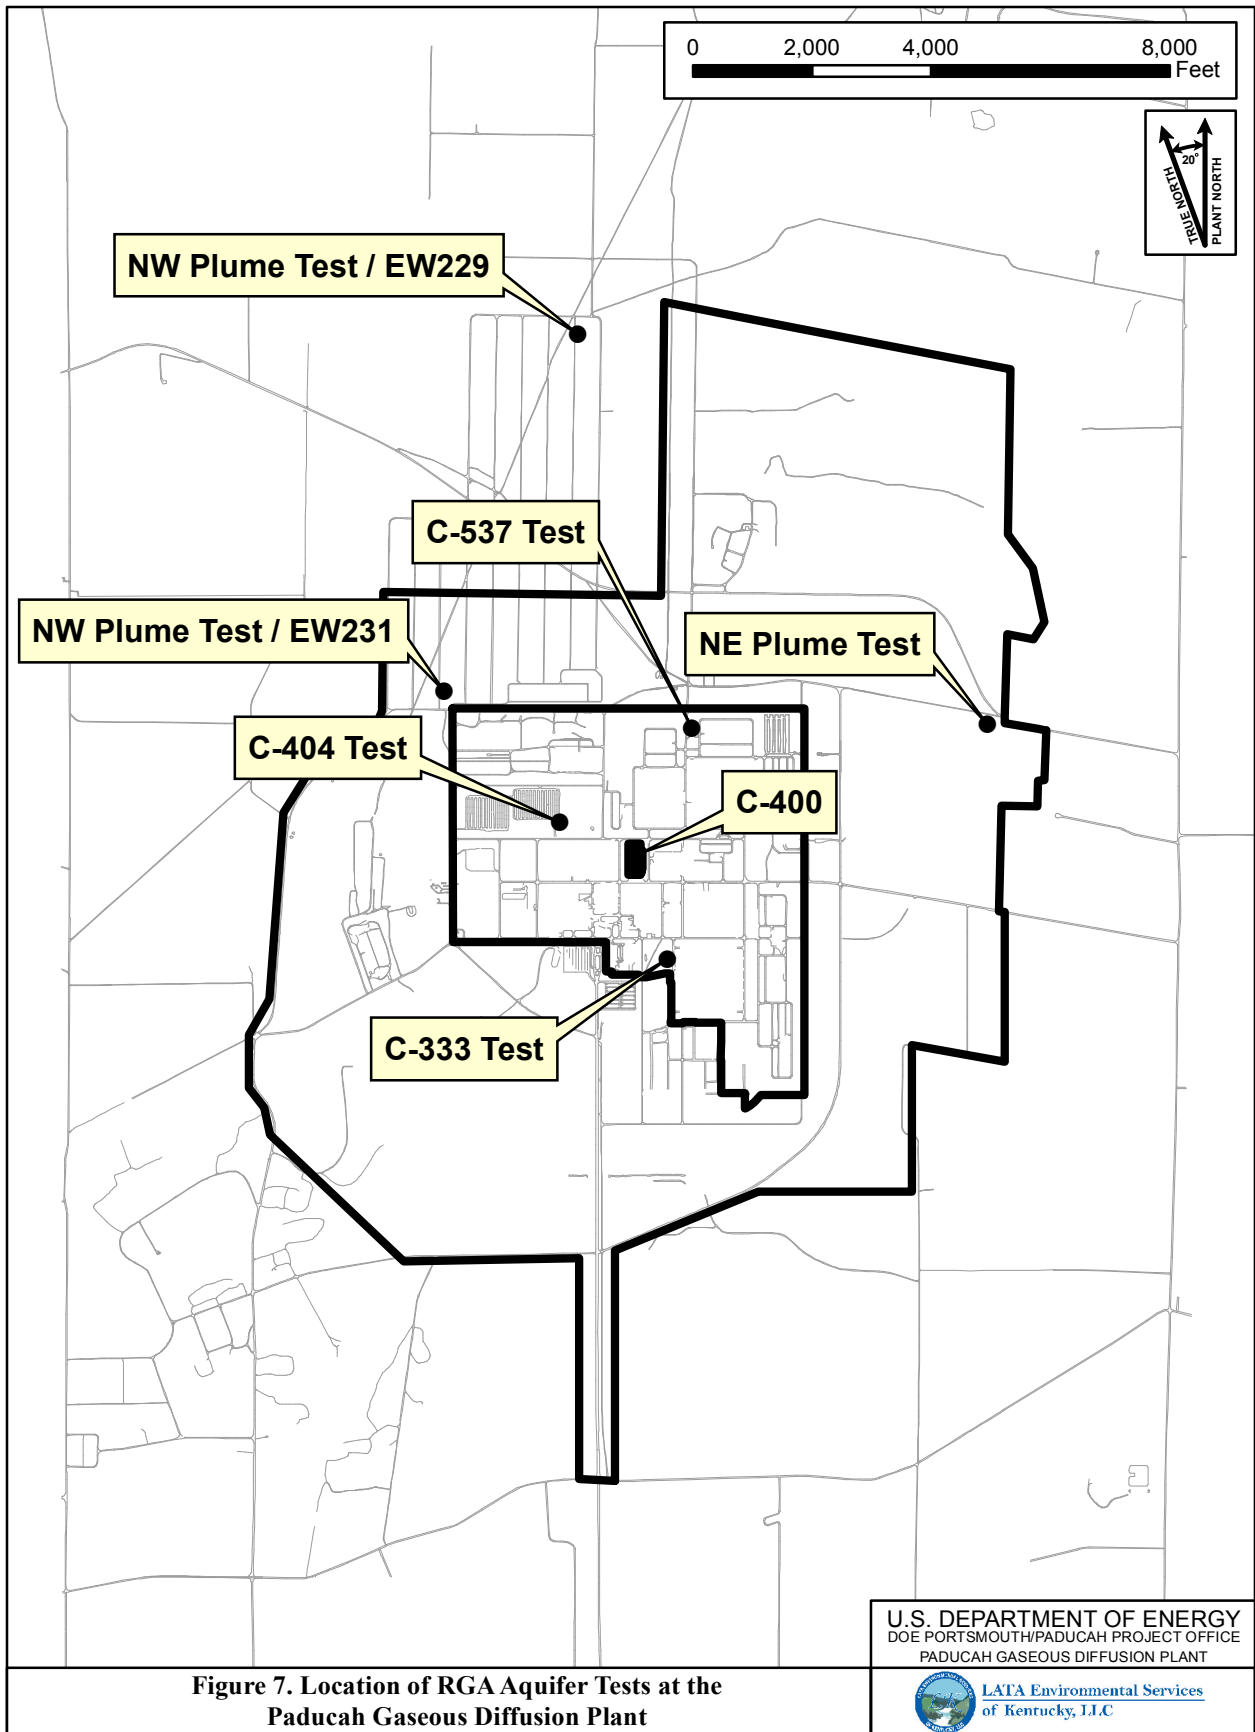 0 2,000 4,000 8,000
Feet
20°
TRUE NORTH
PLANT NORTH
NW Plume Test / EW229
C-537 Test
NW Plume Test / EW231
NE Plume Test
C-404 Test
C-400
C-333 Test
U.S. DEPARTMENT OF ENERGY
DOE PORTSMOUTH/PADUCAH PROJECT OFFICE
PADUCAH GASEOUS DIFFUSION PLANT
Figure 7. Location of RGA Aquifer Tests at the
Paducah Gaseous Diffusion Plant
LATA Environmental Services
of Kentucky, LLC